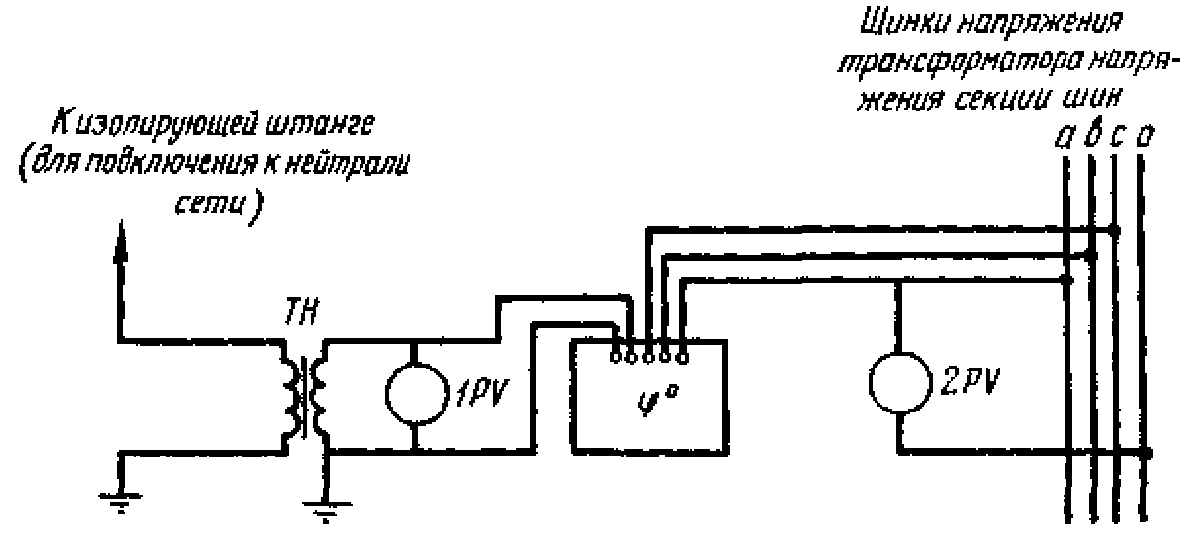 Шинки напряжения
трансформатора напря-
жения секции шин
а в с о
К изолирующей штанге
(для подключения к нейтрали
сети)
ТН
1PV
φ°
2PV